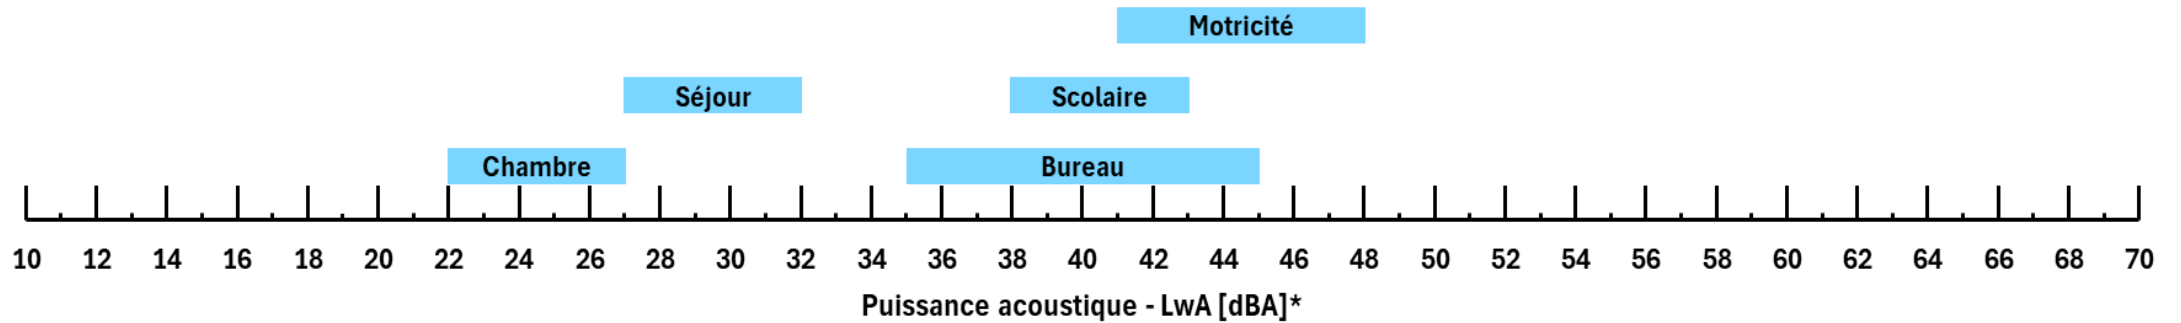 Motricité
Séjour Scolaire
Chambre Bureau
10 12 14 16 18 20 22 24 26 28 30 32 34 36 38 40 42 44 46 48 50 52 54 56 58 60 62 64 66 68 70
Puissance acoustique - LwA [dBA]*